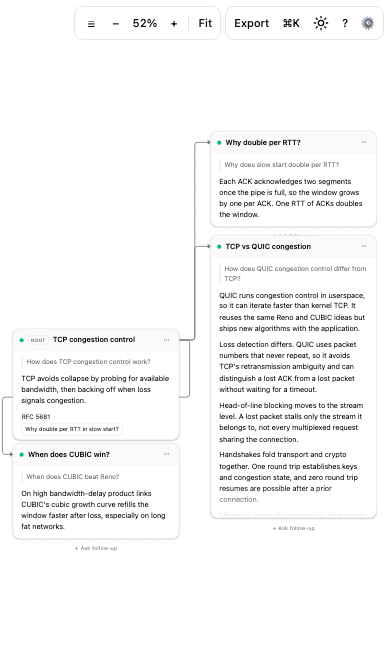 ≡ − 52% + Fit Export ⌘K ?
Why double per RTT? ...
Why does slow start double per RTT?
Each ACK acknowledges two segments
once the pipe is full, so the window grows
by one per ACK. One RTT of ACKs doubles
the window.
TCP vs QUIC congestion ...
How does QUIC congestion control differ from
TCP?
QUIC runs congestion control in userspace,
so it can iterate faster than kernel TCP. It
reuses the same Reno and CUBIC ideas but
ships new algorithms with the application.
Loss detection differs. QUIC uses packet
numbers that never repeat, so it avoids
TCP's retransmission ambiguity and can
distinguish a lost ACK from a lost packet
without waiting for a timeout.
Head-of-line blocking moves to the stream
level. A lost packet stalls only the stream it
belongs to, not every multiplexed request
sharing the connection.
Handshakes fold transport and crypto
together. One round trip establishes keys
and congestion state, and zero round trip
resumes are possible after a prior
connection.
+ Ask follow-up
ROOT TCP congestion control ...
How does TCP congestion control work?
TCP avoids collapse by probing for available
bandwidth, then backing off when loss
signals congestion.
RFC 5681
Why double per RTT in slow start?
When does CUBIC win? ...
When does CUBIC beat Reno?
On high bandwidth-delay product links
CUBIC's cubic growth curve refills the
window faster after loss, especially on long
fat networks.
+ Ask follow-up